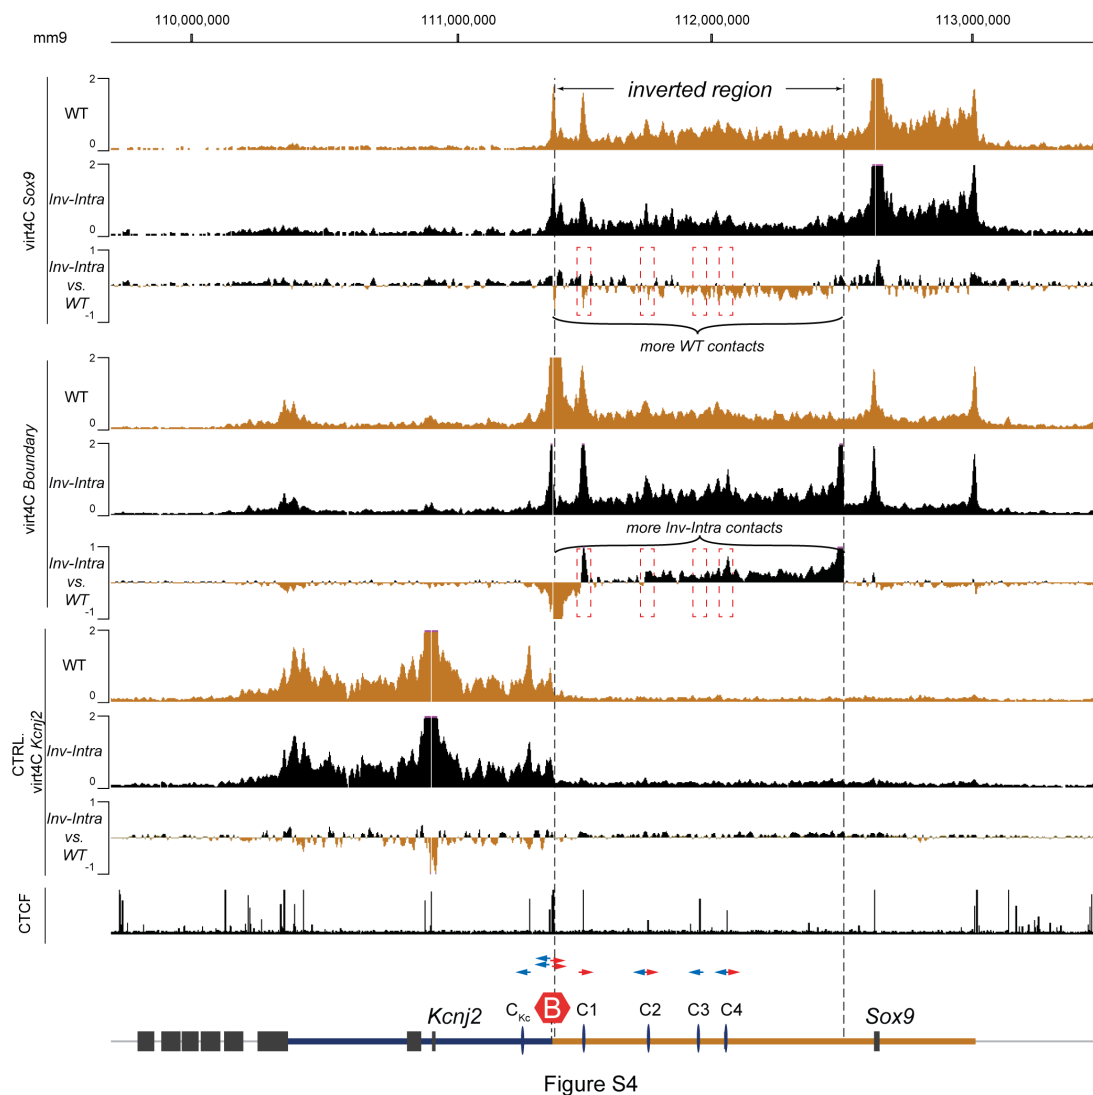 110,000,000 111,000,000 112,000,000 113,000,000
mm9
virt4C Sox9
2
WT
0
inverted region
2
Inv-Intra
0
1
Inv-Intra
vs.
WT
-1
more WT contacts
virt4C Boundary
2
WT
0
2
Inv-Intra
0
more Inv-Intra contacts
1
Inv-Intra
vs.
WT
-1
CTRL.
virt4C Kcnj2
2
WT
0
2
Inv-Intra
0
1
Inv-Intra
vs.
WT
-1
CTCF
Kcnj2 CKc B C1 C2 C3 C4 Sox9
Figure S4